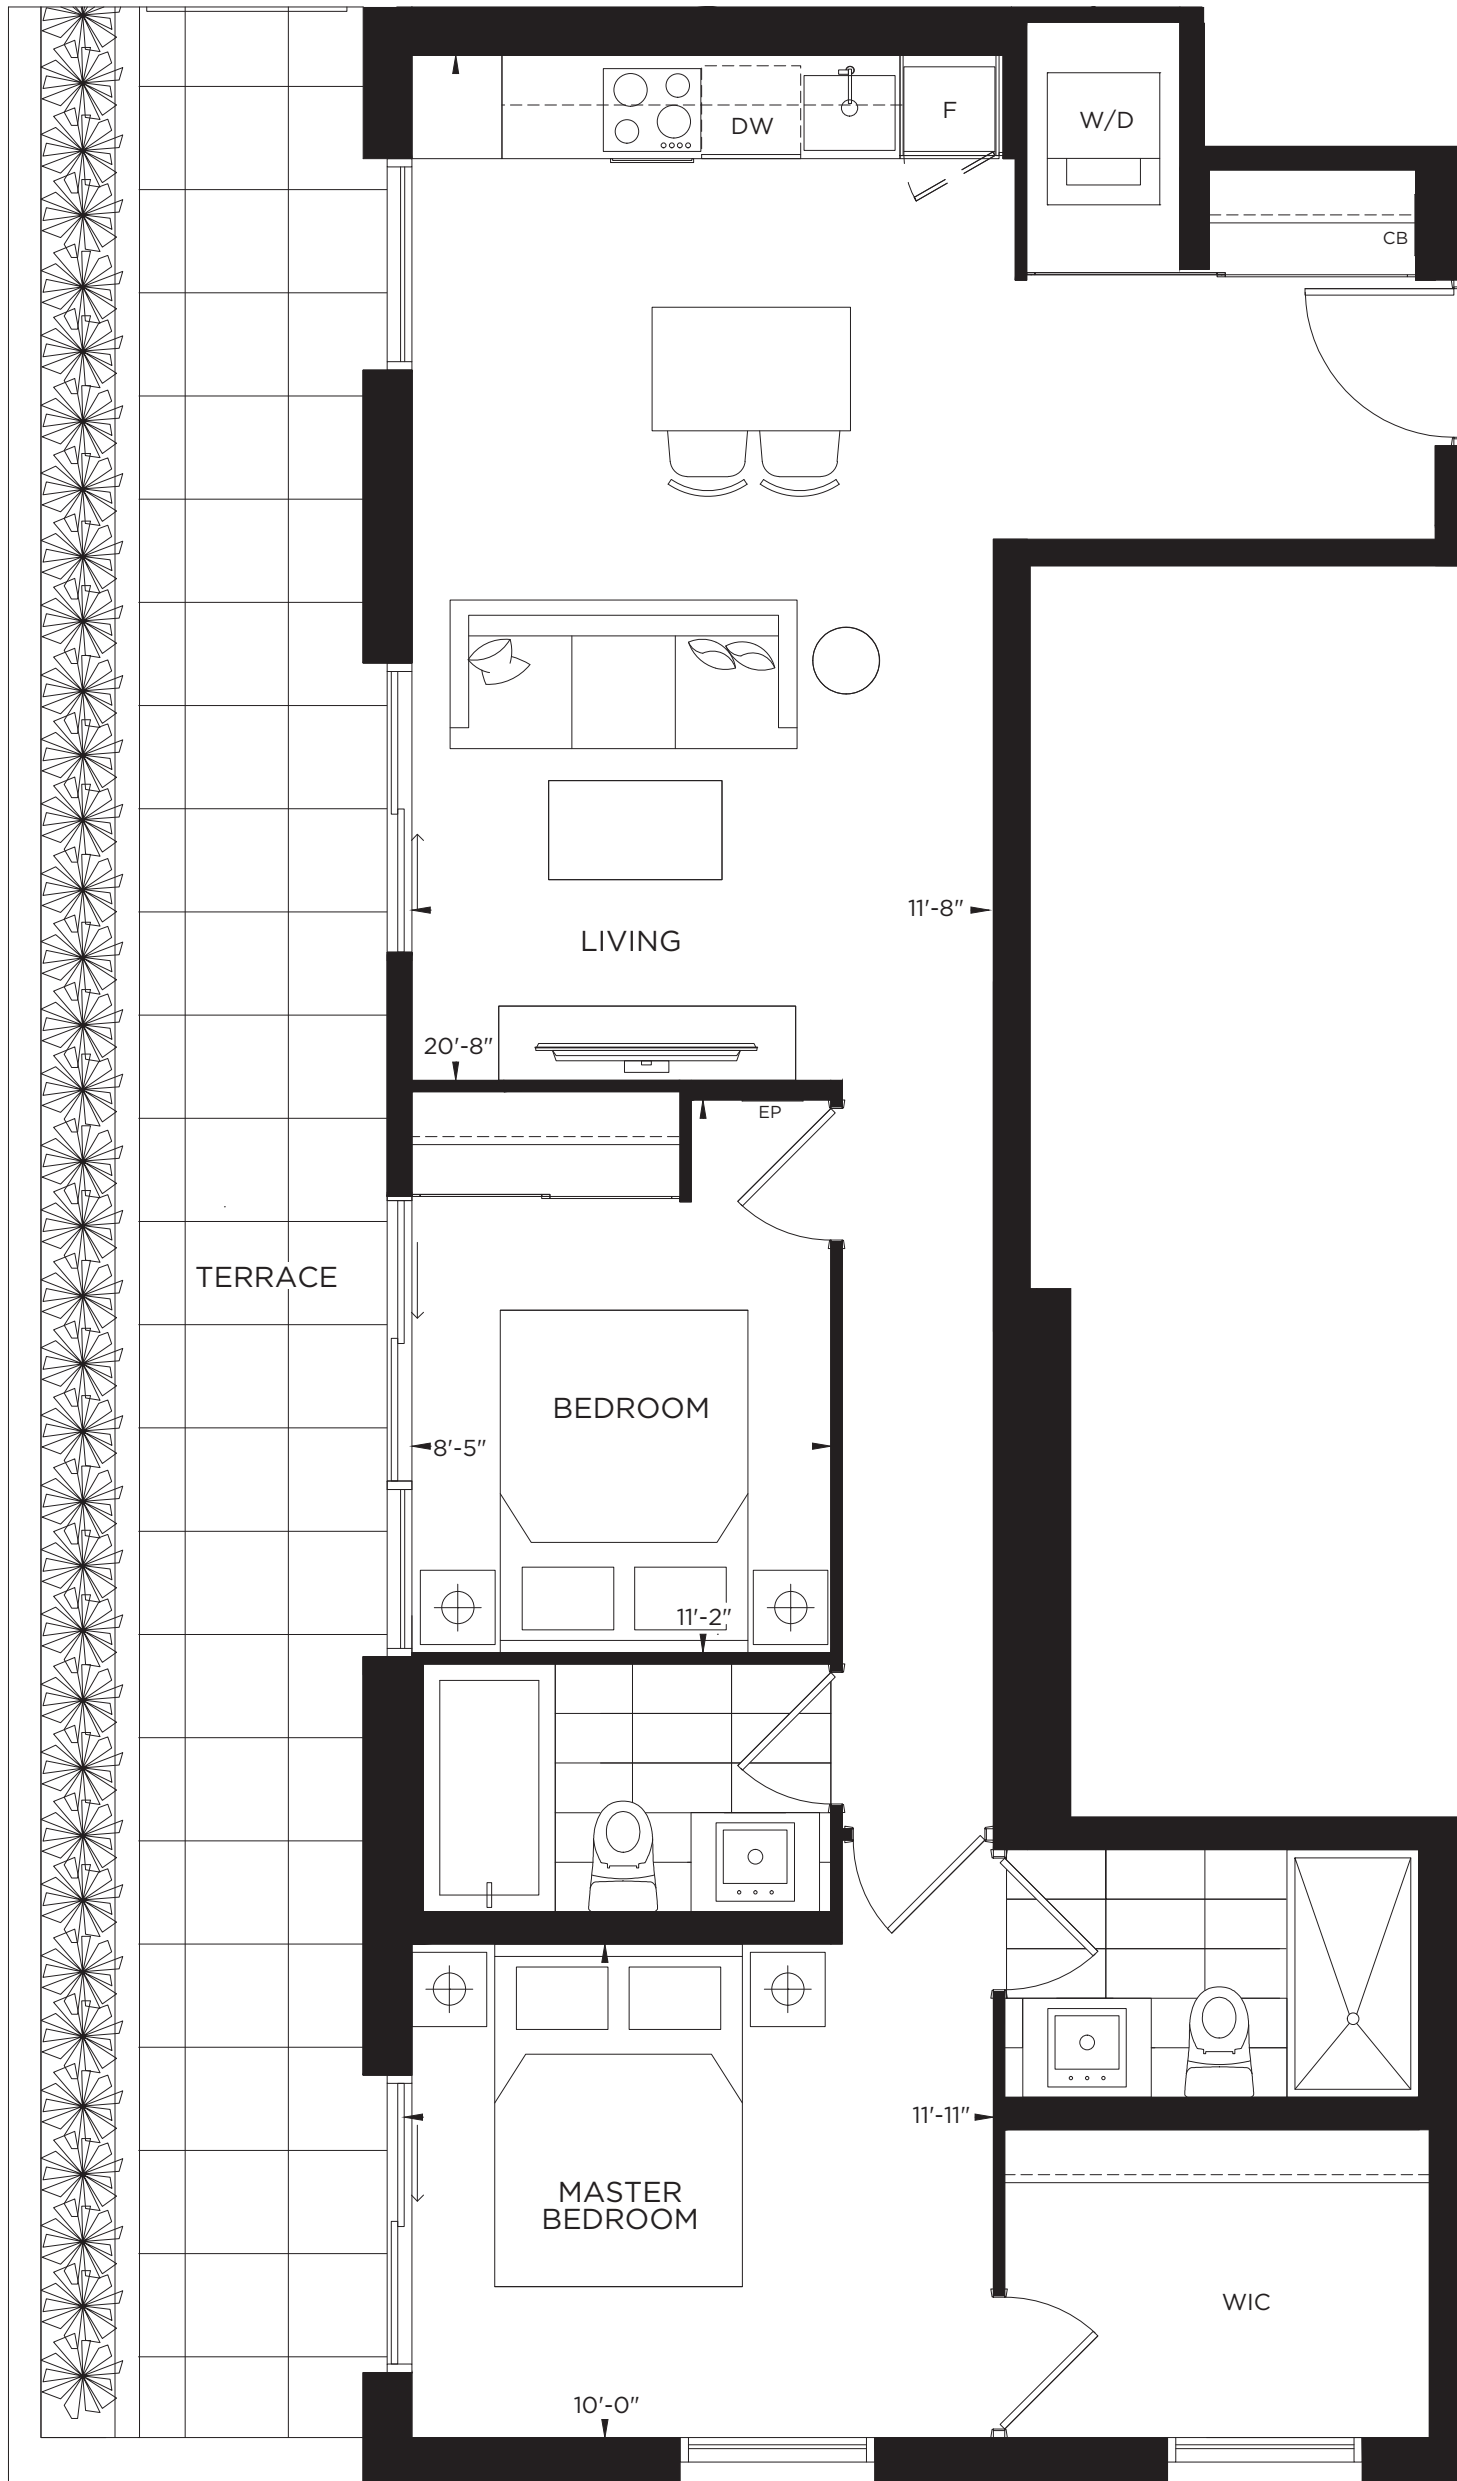 DW
F
W/D
CB
11'-8"
LIVING
20'-8"
EP
TERRACE
BEDROOM
8'-5"
11'-2"
11'-11"
MASTER
BEDROOM
WIC
10'-0"